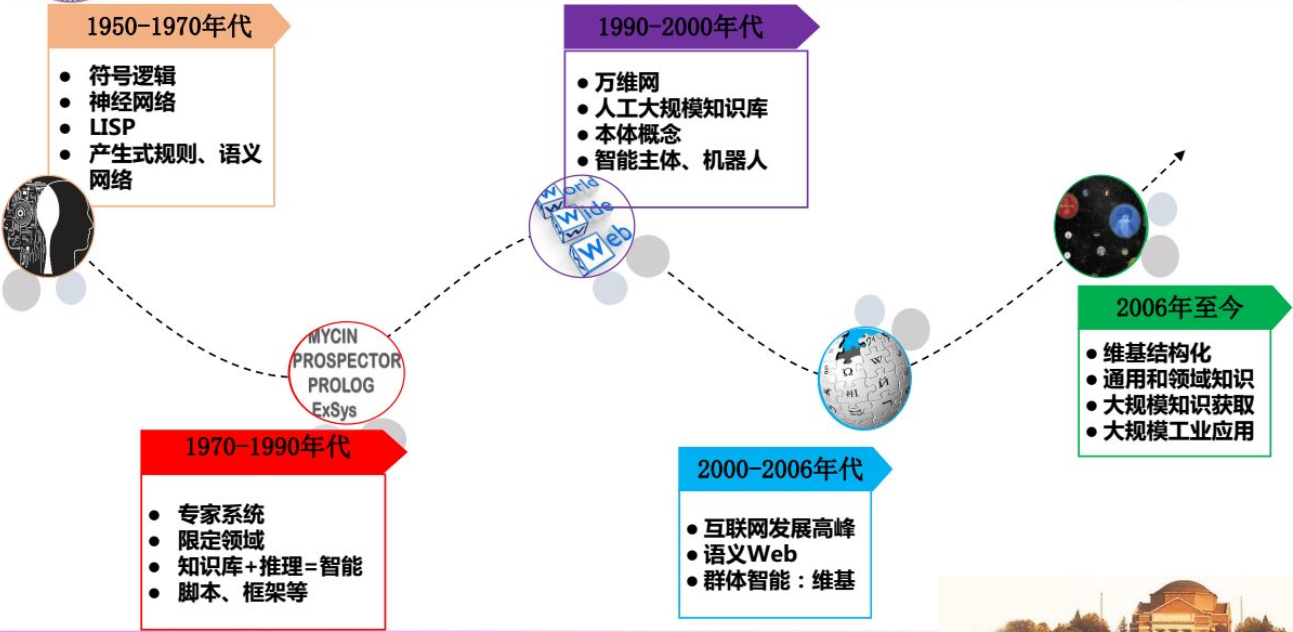 1950-1970年代
● 符号逻辑
● 神经网络
● LISP
● 产生式规则、语义
网络
MYCIN
PROSPECTOR
PROLOG
ExSys
1970-1990年代
● 专家系统
● 限定领域
● 知识库+推理=智能
● 脚本、框架等
1990-2000年代
● 万维网
● 人工大规模知识库
● 本体概念
● 智能主体、机器人
World
Wide
Web
2000-2006年代
● 互联网发展高峰
● 语义Web
● 群体智能：维基
Ω
W
И
2006年至今
● 维基结构化
● 通用和领域知识
● 大规模知识获取
● 大规模工业应用